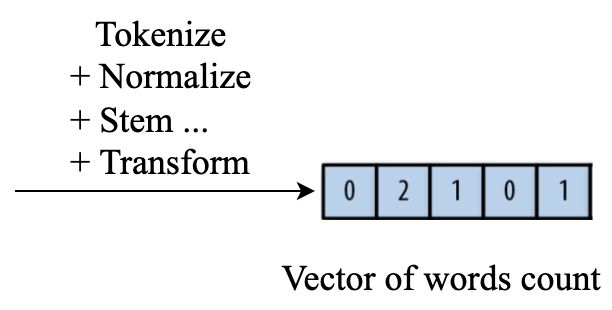 Tokenize
+ Normalize
+ Stem ...
+ Transform
0 2 1 0 1
Vector of words count